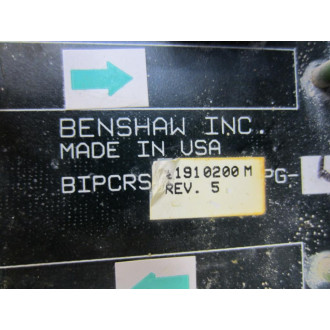 BENSHAW INC.
MADE IN USA
BIPCRS PG-
1910200 M
REV. 5